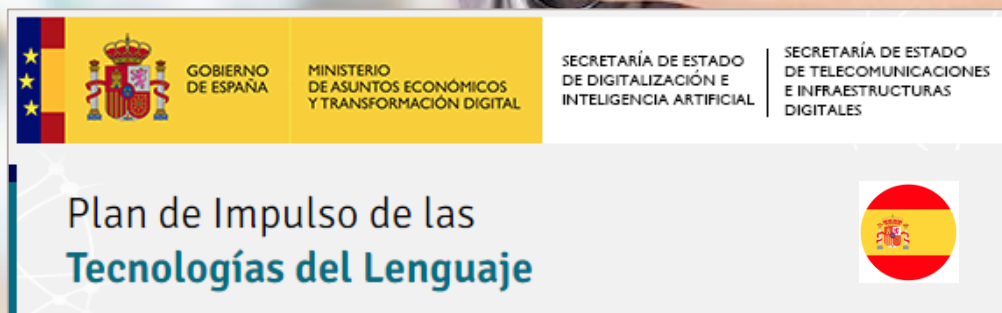 GOBIERNO
DE ESPAÑA
MINISTERIO
DE ASUNTOS ECONÓMICOS
Y TRANSFORMACIÓN DIGITAL
SECRETARÍA DE ESTADO
DE DIGITALIZACIÓN E
INTELIGENCIA ARTIFICIAL
SECRETARÍA DE ESTADO
DE TELECOMUNICACIONES
E INFRAESTRUCTURAS
DIGITALES
Plan de Impulso de las
Tecnologías del Lenguaje